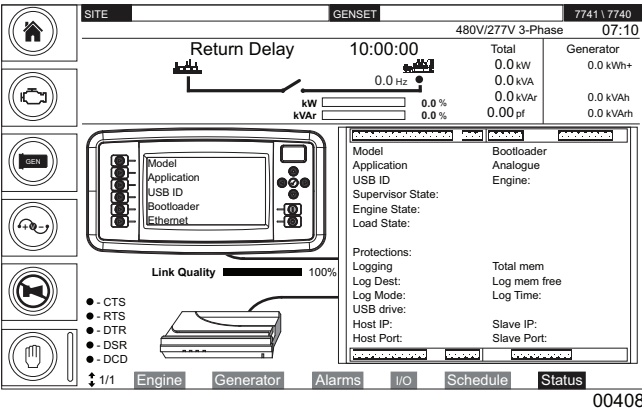 SITE GENSET 7741 \ 7740
480V/277V 3-Phase 07:10
Return Delay 10:00:00 Total Generator
0.0 kW 0.0 kWh+
0.0 Hz 0.0 kVA
kW 0.0 % 0.0 kVAr 0.0 kVAh
kVAr 0.0 % 0.00 pf 0.0 kVArh
GEN
Model
Application
USB ID
Bootloader
Ethernet
Link Quality 100%
- CTS
- RTS
- DTR
- DSR
- DCD
Model Bootloader
Application Analogue
USB ID Engine:
Supervisor State:
Engine State:
Load State:
Protections:
Logging Total mem
Log Dest: Log mem free
Log Mode: Log Time:
USB drive:
Host IP: Slave IP:
Host Port: Slave Port:
1/1 Engine Generator Alarms I/O Schedule Status
00408